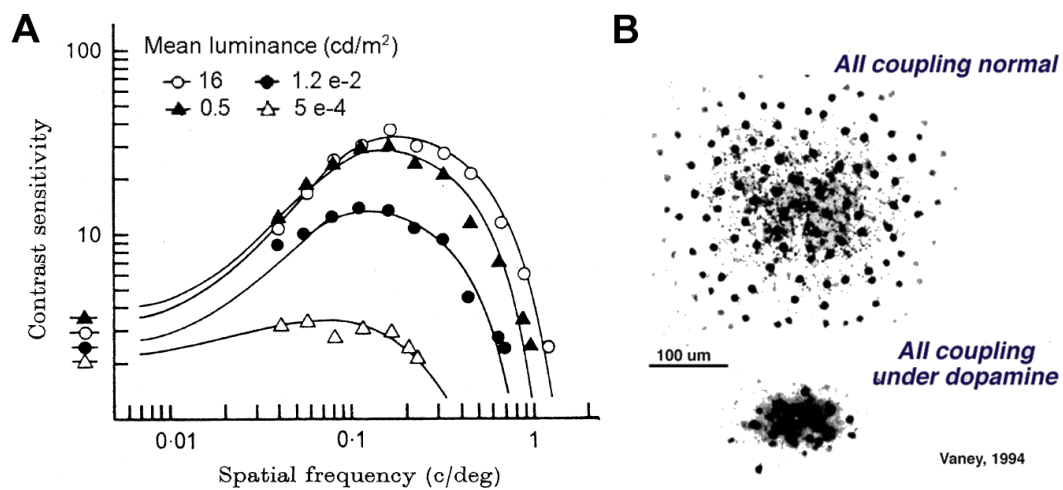 A
Mean luminance (cd/m²)
16
1.2 e-2
0.5
5 e-4
100
10
Contrast sensitivity
0·01
0·1
1
Spatial frequency (c/deg)
B
All coupling normal
100 um
All coupling
under dopamine
Vaney, 1994